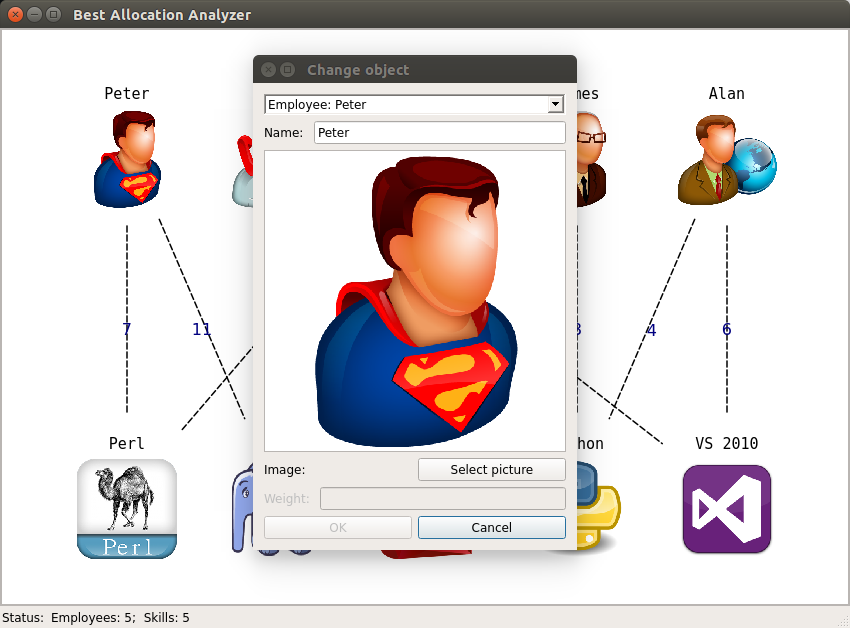 Best Allocation Analyzer
Change object
Peter
mes
Alan
Employee: Peter
Name: Peter
7
11
3
4
6
Perl
hon
VS 2010
Image: Select picture
Weight:
OK Cancel
Perl
Status: Employees: 5; Skills: 5